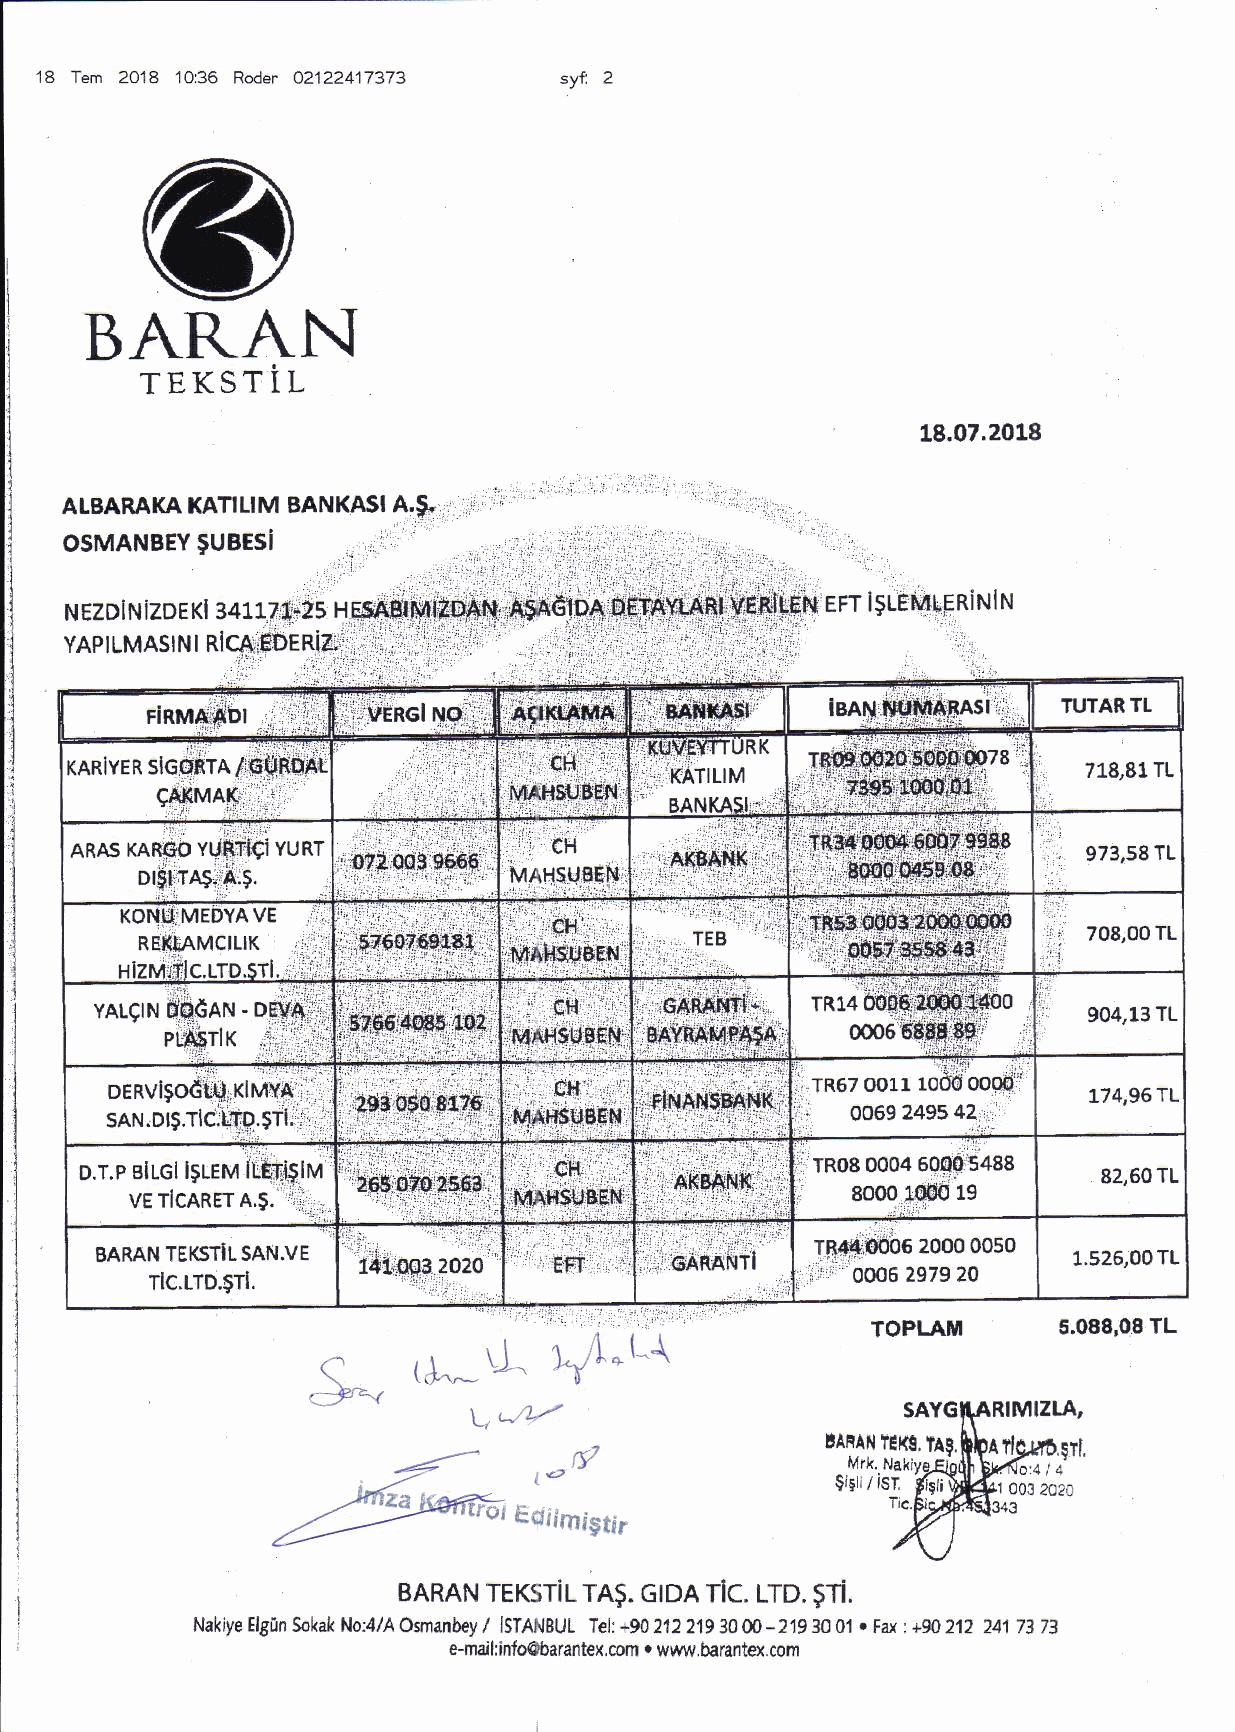 18 Tem 2018 10:36 Roder 02122417373 syf: 2
BARAN
TEKSTİL
18.07.2018
ALBARAKA KATILIM BANKASI A.Ş.
OSMANBEY ŞUBESİ
NEZDİNİZDEKİ 341171-25 HESABIMIZDAN AŞAĞIDA DETAYLARI VERİLEN EFT İŞLEMLERİNİN
YAPILMASINI RİCA EDERİZ.
FİRMA ADI VERGİ NO AÇIKLAMA BANKASI İBAN NUMARASI TUTAR TL
KARİYER SİGORTA / GÜRDAL
ÇAKMAK
CH
MAHSUBEN
KUVEYTTÜRK
KATILIM
BANKASI
TR09 0020 5000 0078
7395 1000 01
718,81 TL
ARAS KARGO YURTİÇİ YURT
DIŞI TAŞ. A.Ş.
072 003 9666
CH
MAHSUBEN
AKBANK
TR34 0004 6007 9988
8000 0459 08
973,58 TL
KONU MEDYA VE
REKLAMCILIK
HİZM.TİC.LTD.ŞTİ.
5760769181
CH
MAHSUBEN
TEB
TR53 0003 2000 0000
0057 3558 43
708,00 TL
YALÇIN DOĞAN - DEVA
PLASTİK
5766 4085 102
CH
MAHSUBEN
GARANTİ -
BAYRAMPAŞA
TR14 0006 2000 1400
0006 6888 89
904,13 TL
DERVİŞOĞLU KİMYA
SAN.DIŞ.TİC.LTD.ŞTİ.
293 050 8176
CH
MAHSUBEN
FİNANSBANK
TR67 0011 1000 0000
0069 2495 42
174,96 TL
D.T.P BİLGİ İŞLEM İLETİŞİM
VE TİCARET A.Ş.
265 070 2563
CH
MAHSUBEN
AKBANK
TR08 0004 6000 5488
8000 1000 19
82,60 TL
BARAN TEKSTİL SAN.VE
TİC.LTD.ŞTİ.
141 003 2020
EFT
GARANTİ
TR44 0006 2000 0050
0006 2979 20
1.526,00 TL
TOPLAM 5.088,08 TL
SAYGILARIMIZLA,
BARAN TEKS. TAŞ. GIDA TİC.LTD.ŞTİ.
Mrk. Nakiye Elgün Sk. No:4 / 4
Şişli / İST. Şişli V.D. 141 003 2020
Tic.Sic.No:453343
İmza Kontrol Edilmiştir
BARAN TEKSTİL TAŞ. GIDA TİC. LTD. ŞTİ.
Nakiye Elgün Sokak No:4/A Osmanbey / İSTANBUL Tel: +90 212 219 30 00 – 219 30 01 • Fax : +90 212 241 73 73
e-mail:info@barantex.com • www.barantex.com